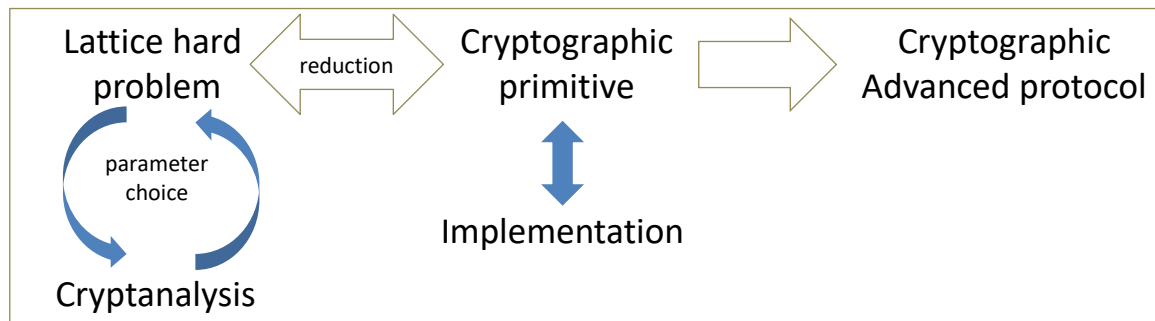 Lattice hard
problem
reduction
Cryptographic
primitive
Cryptographic
Advanced protocol
parameter
choice
Implementation
Cryptanalysis